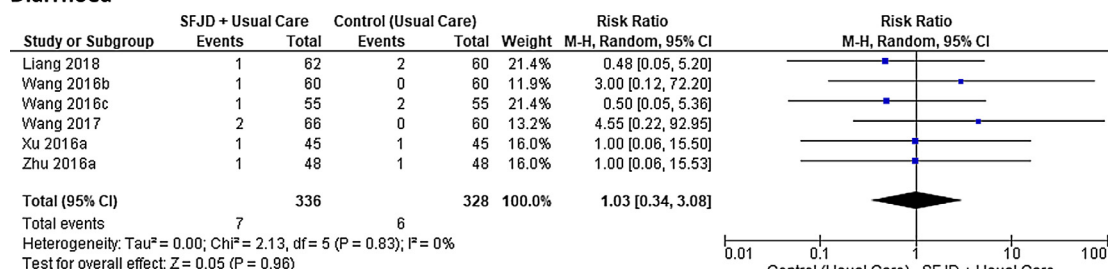 Diarrhoea
SFJD + Usual Care Control (Usual Care) Risk Ratio Risk Ratio
Study or Subgroup Events Total Events Total Weight M-H, Random, 95% CI M-H, Random, 95% CI
Liang 2018 1 62 2 60 21.4% 0.48 [0.05, 5.20]
Wang 2016b 1 60 0 60 11.9% 3.00 [0.12, 72.20]
Wang 2016c 1 55 2 55 21.4% 0.50 [0.05, 5.36]
Wang 2017 2 66 0 60 13.2% 4.55 [0.22, 92.95]
Xu 2016a 1 45 1 45 16.0% 1.00 [0.06, 15.50]
Zhu 2016a 1 48 1 48 16.0% 1.00 [0.06, 15.53]
Total (95% CI) 336 328 100.0% 1.03 [0.34, 3.08]
Total events 7 6
Heterogeneity: Tau² = 0.00; Chi² = 2.13, df = 5 (P = 0.83); I² = 0%
Test for overall effect: Z = 0.05 (P = 0.96)
0.01 0.1 1 10 100
Control (Usual Care) SFJD + Usual Care